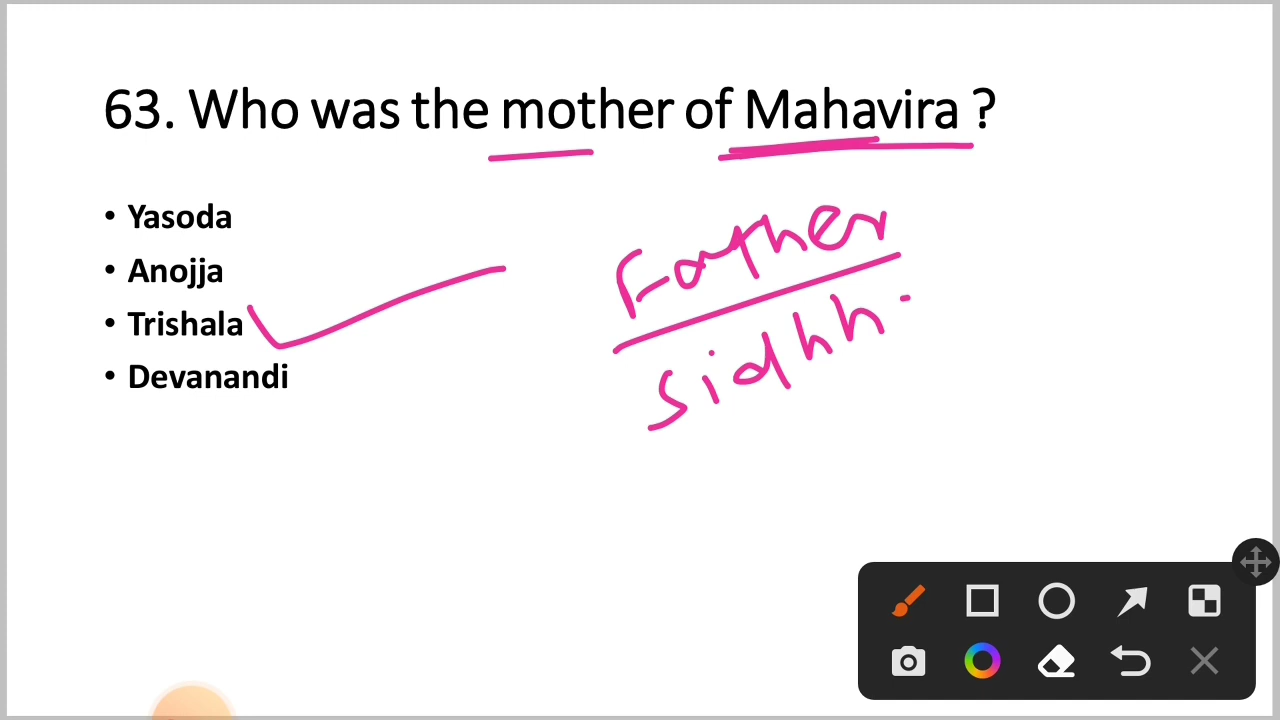 63. Who was the mother of Mahavira ?
• Yasoda
• Anojja
• Trishala
• Devanandi
Father
Sidhh.